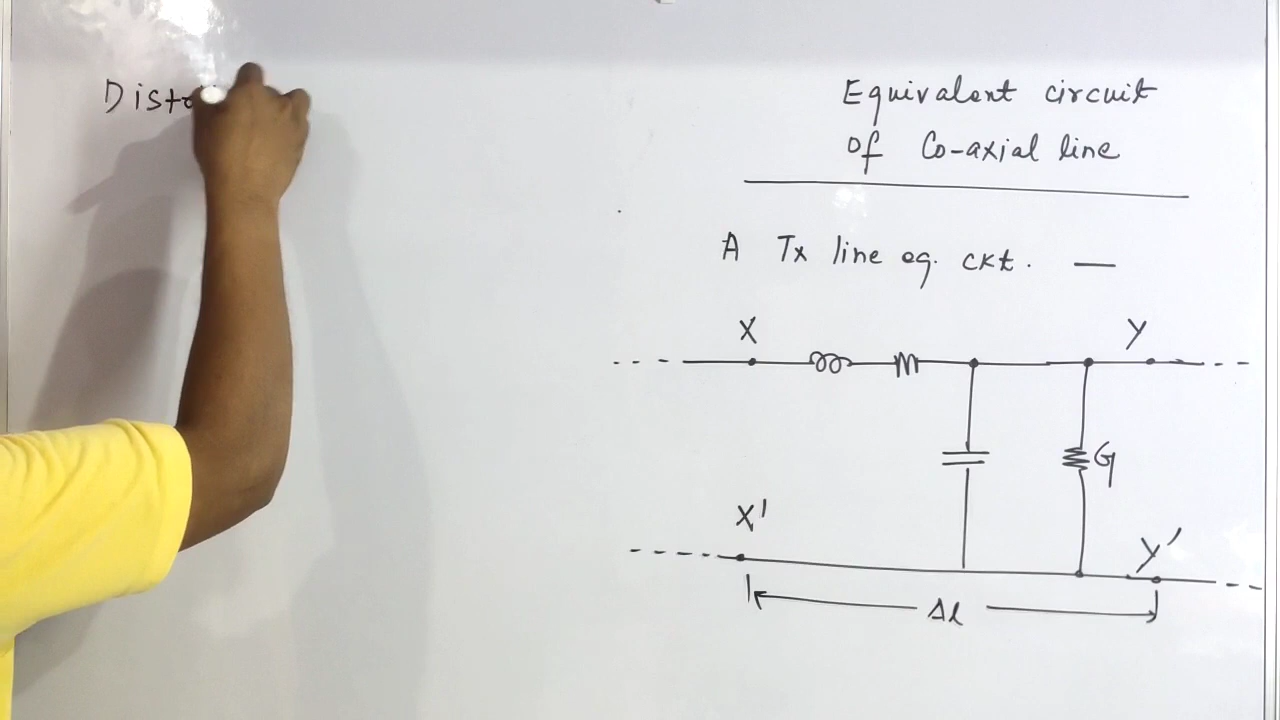 Equivalent circuit
of Co-axial line
A Tx line eq. ckt. —
X
Y
G
X'
Y'
Δl